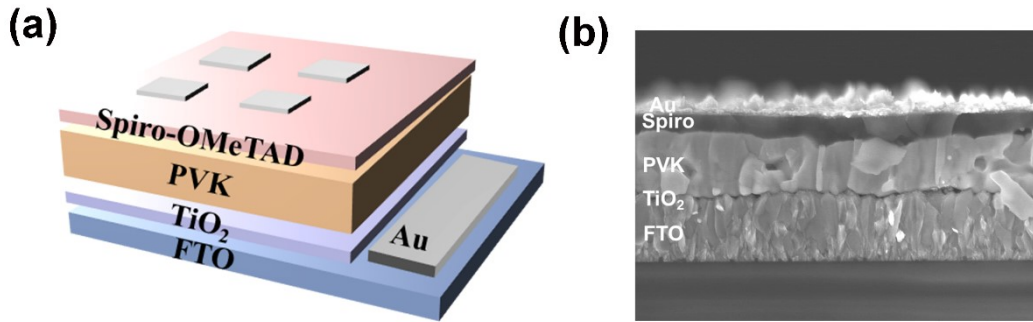 (a)
Spiro-OMeTAD
PVK
TiO₂
FTO
Au
(b)
Au
Spiro
PVK
TiO₂
FTO